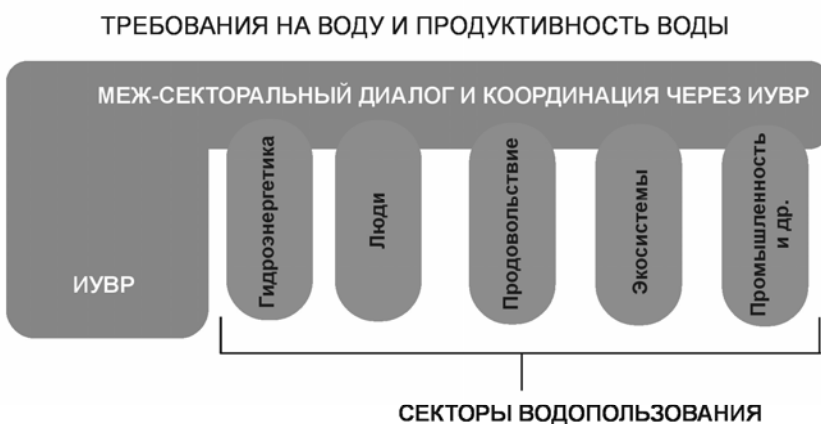 ТРЕБОВАНИЯ НА ВОДУ И ПРОДУКТИВНОСТЬ ВОДЫ
МЕЖ-СЕКТОРАЛЬНЫЙ ДИАЛОГ И КООРДИНАЦИЯ ЧЕРЕЗ ИУВР
ИУВР
Гидроэнергетика
Люди
Продовольствие
Экосистемы
Промышленность
и др.
СЕКТОРЫ ВОДОПОЛЬЗОВАНИЯ